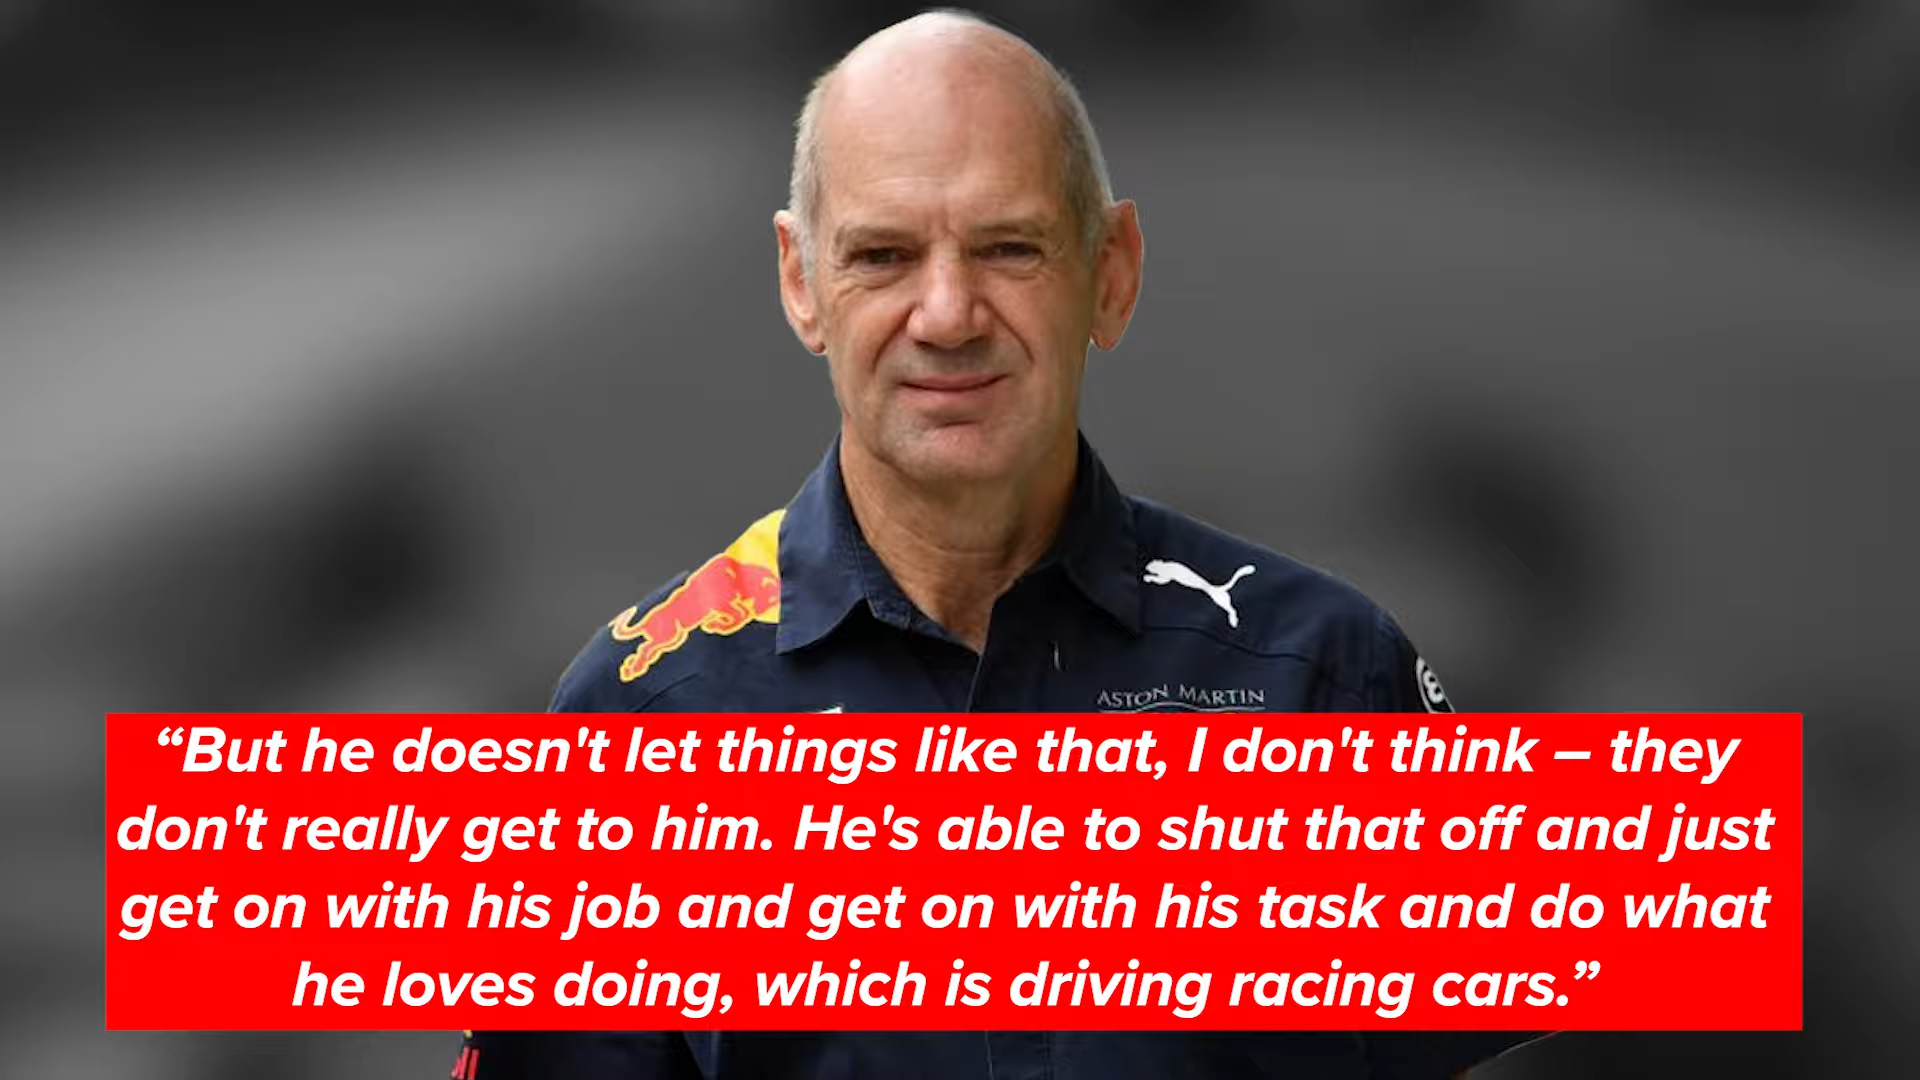 ASTON MARTIN
“But he doesn't let things like that, I don't think – they
don't really get to him. He's able to shut that off and just
get on with his job and get on with his task and do what
he loves doing, which is driving racing cars.”